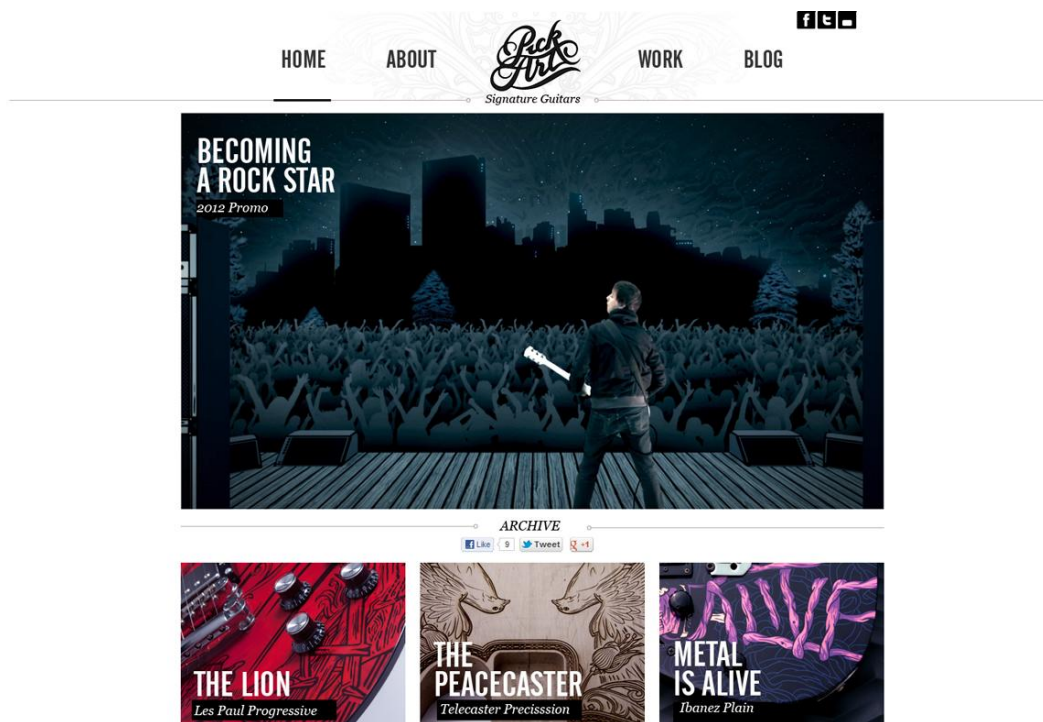 HOME
ABOUT
Pick
Art
Signature Guitars
WORK
BLOG
BECOMING
A ROCK STAR
2012 Promo
ARCHIVE
Like
9
Tweet
g +1
THE LION
Les Paul Progressive
THE
PEACECASTER
Telecaster Precisssion
ALIVE
METAL
IS ALIVE
Ibanez Plain